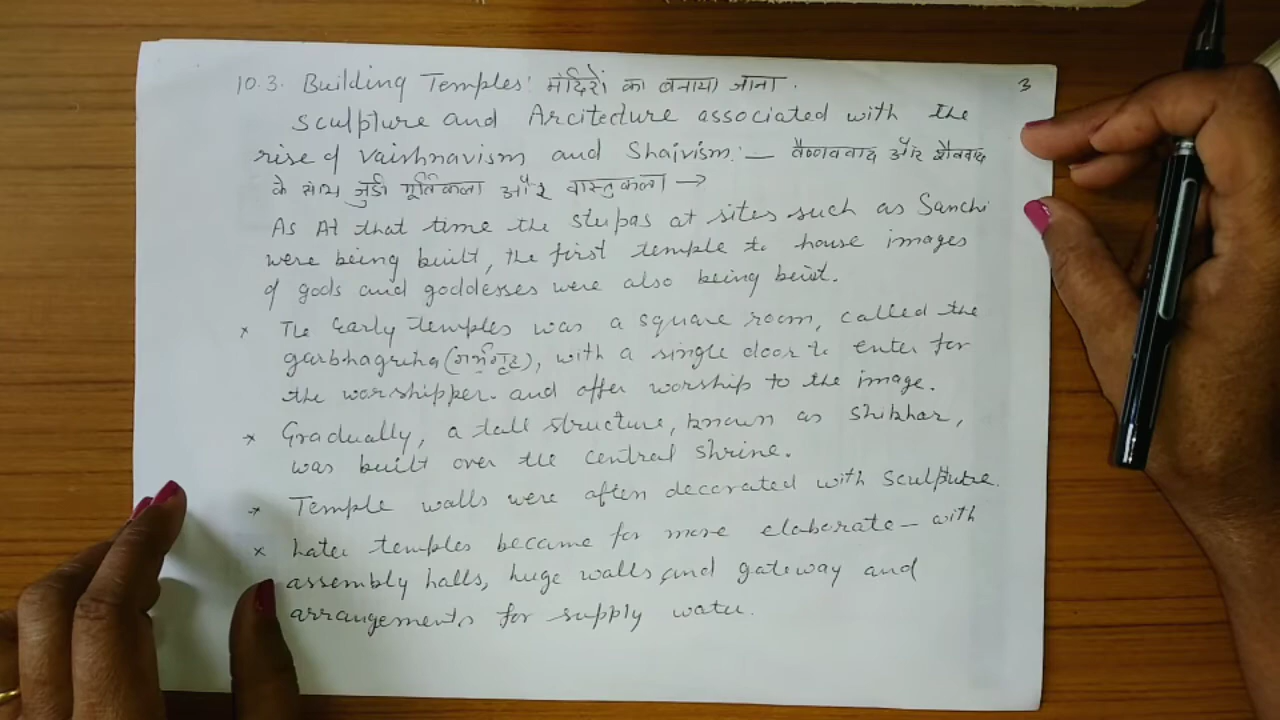 10.3. Building Temples: मंदिरों का बनाया जाना. 3
Sculpture and Arcitecture associated with the
rise of Vaishnavism and Shaivism:— वैष्णववाद और शैववाद
के साथ जुडी मूर्तिकला और वास्तुकला →
As At that time the stupas at sites such as Sanchi
were being built, the first temple to house images
of gods and goddesses were also being beist.
* The Early temples was a square room, called the
garbhagriha (गर्भगृह), with a single door to enter for
the worshipper. and offer worship to the image.
* Gradually, a tall structure, known as shikhar,
was built over the central shrine.
* Temple walls were often decorated with sculpture.
* Later temples became far more elaborate – with
assembly halls, huge walls and gateway and
arrangements for supply water.